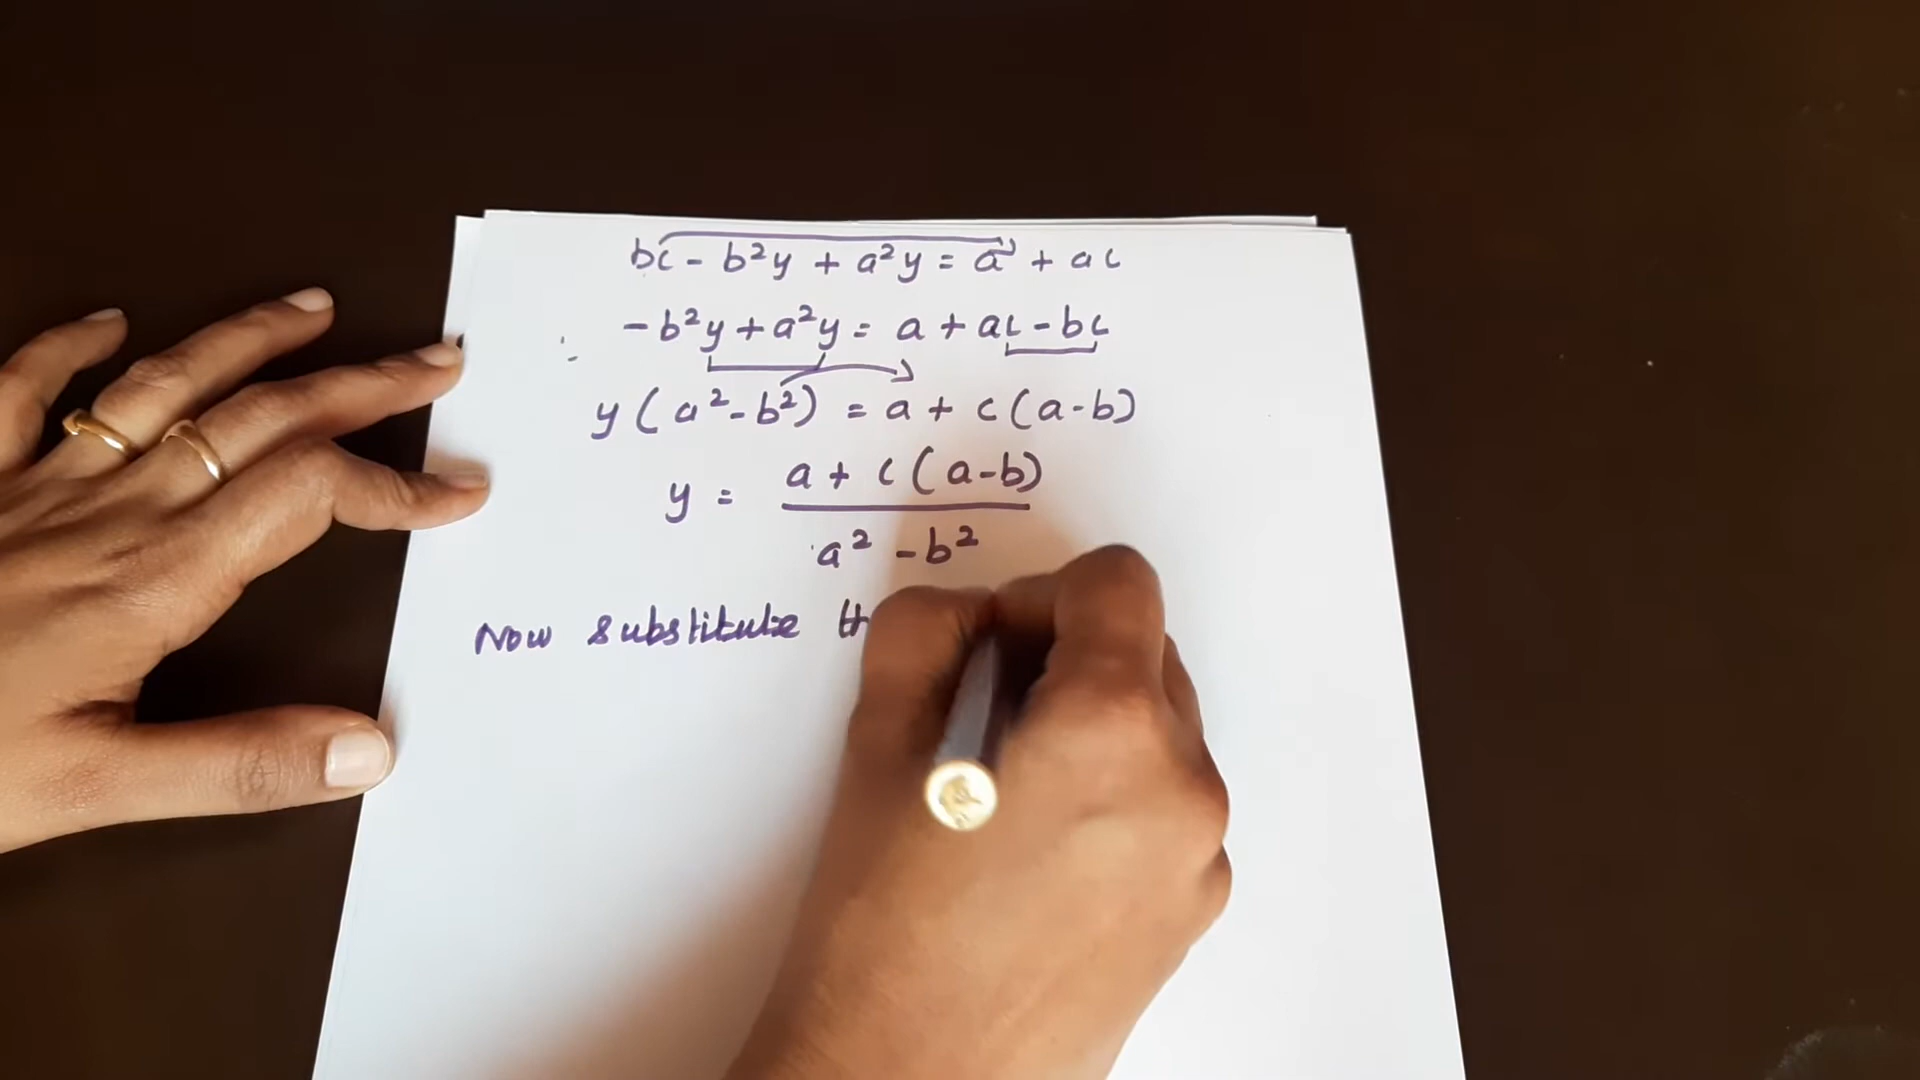 bc - b²y + a²y = a + ac
- b²y + a²y = a + ac - bc
y ( a² - b² ) = a + c ( a - b )
y = a + c ( a - b ) / a² - b²
Now substitute